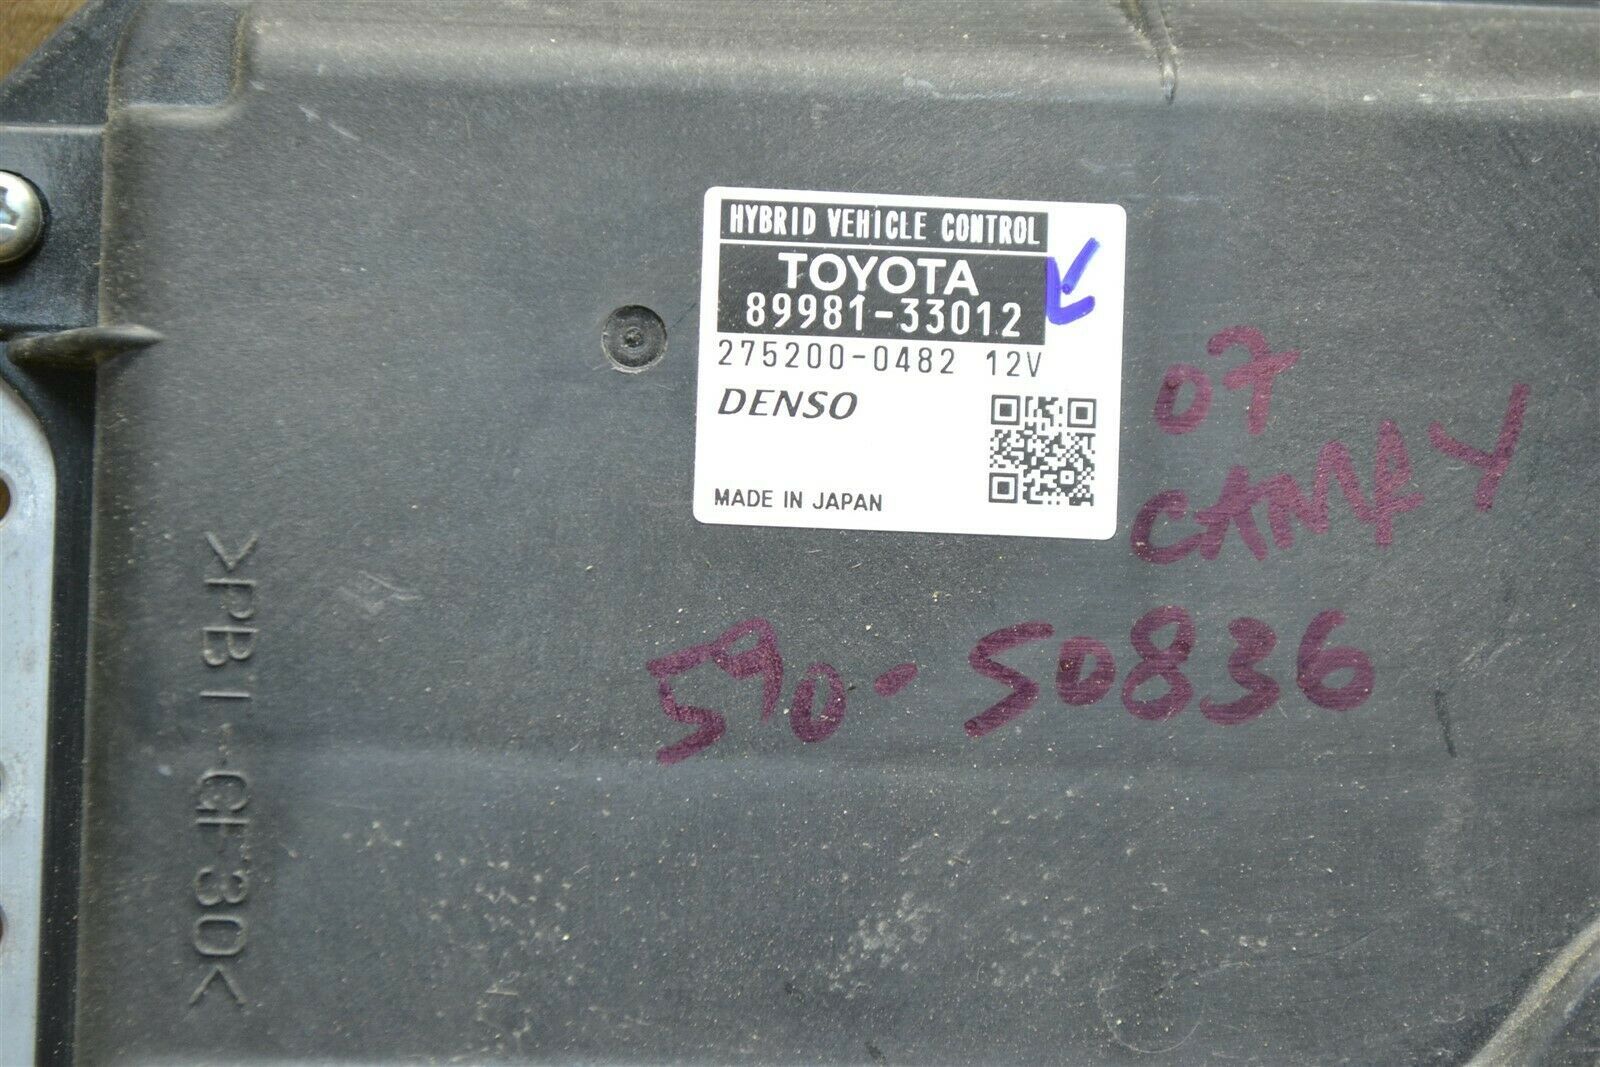 HYBRID VEHICLE CONTROL
TOYOTA
89981-33012
275200-0482 12V
DENSO
MADE IN JAPAN
07
CAMRY
590-50836
>PBT-GF30<